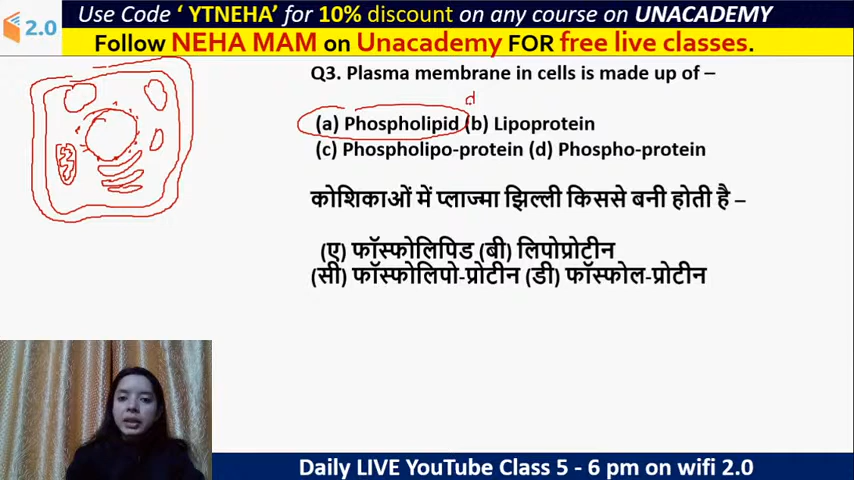 Use Code ‘ YTNEHA’ for 10% discount on any course on UNACADEMY
2.0
Follow NEHA MAM on Unacademy FOR free live classes.
Q3. Plasma membrane in cells is made up of –
d
(a) Phospholipid (b) Lipoprotein
(c) Phospholipo-protein (d) Phospho-protein
कोशिकाओं में प्लाज्मा झिल्ली किससे बनी होती है –
(ए) फॉस्फोलिपिड (बी) लिपोप्रोटीन
(सी) फॉस्फोलिपो-प्रोटीन (डी) फॉस्फोल-प्रोटीन
Daily LIVE YouTube Class 5 - 6 pm on wifi 2.0